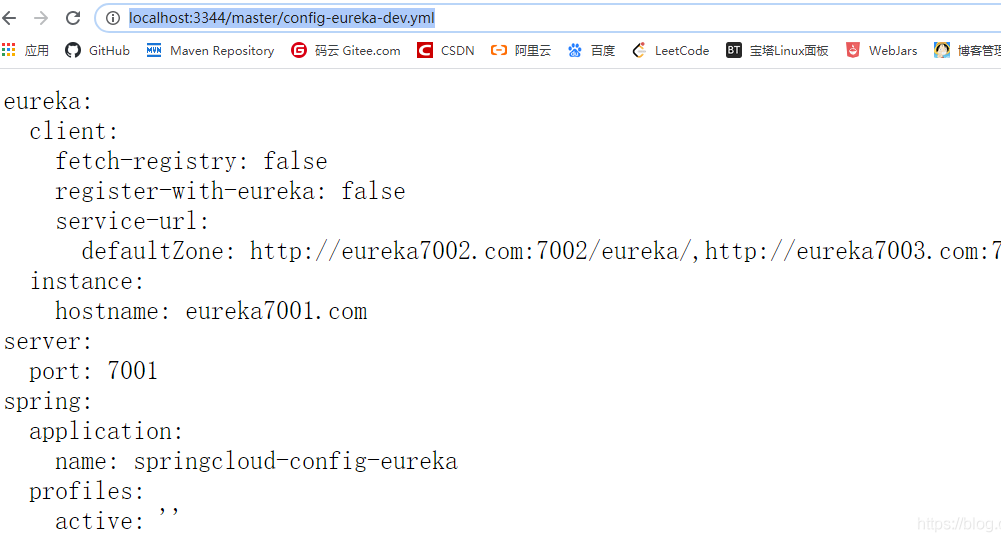 localhost:3344/master/config-eureka-dev.yml
应用 GitHub MVN Maven Repository G 码云 Gitee.com C CSDN 阿里云 百度 LeetCode BT 宝塔Linux面板 WebJars 博客管理
eureka:
  client:
    fetch-registry: false
    register-with-eureka: false
    service-url:
      defaultZone: http://eureka7002.com:7002/eureka/,http://eureka7003.com:7
  instance:
    hostname: eureka7001.com
server:
  port: 7001
spring:
  application:
    name: springcloud-config-eureka
  profiles:
    active: ''
https://blog.c